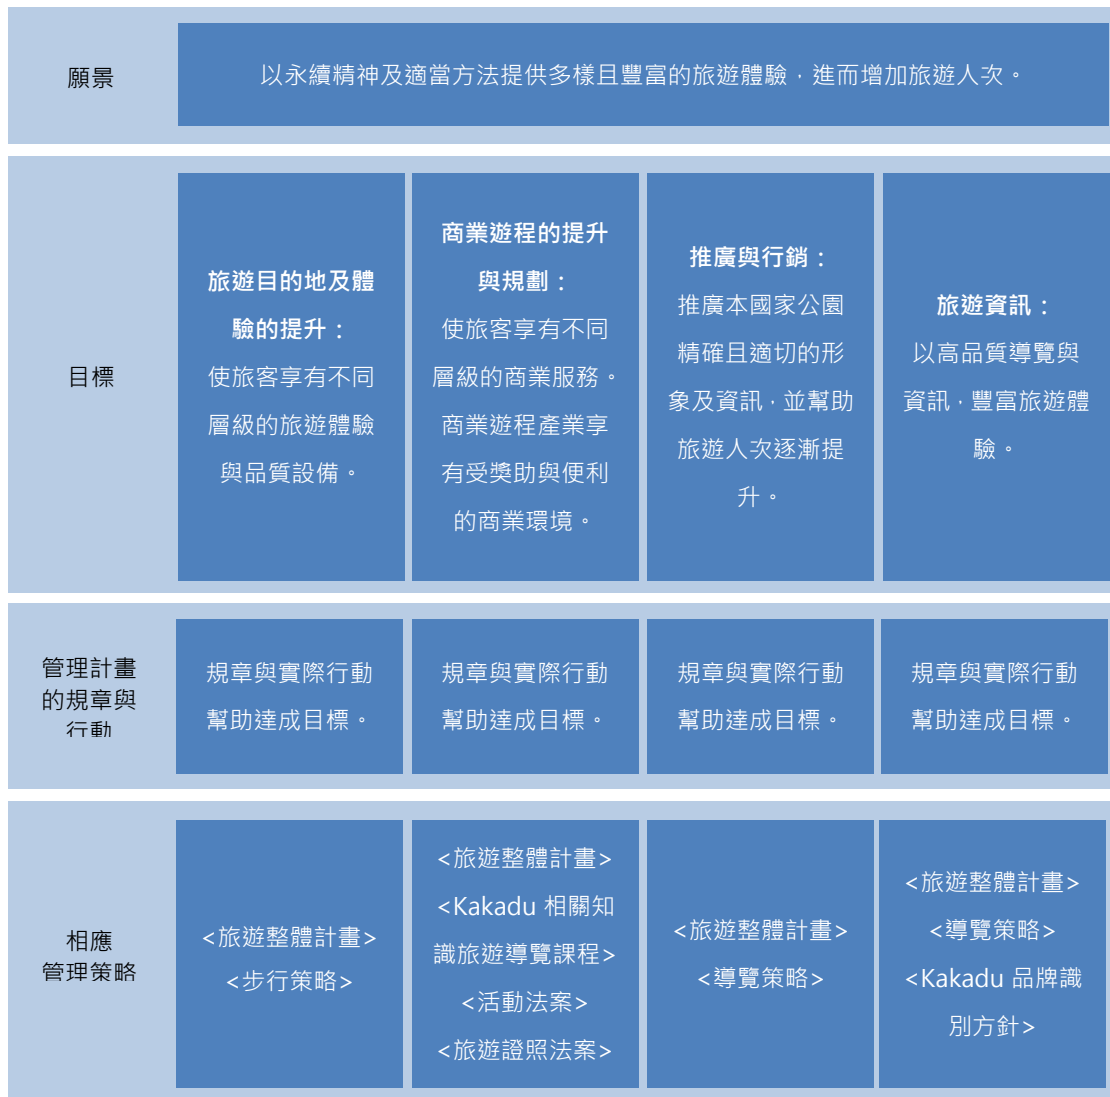 願景
以永續精神及適當方法提供多樣且豐富的旅遊體驗，進而增加旅遊人次。
目標
旅遊目的地及體
驗的提升：
使旅客享有不同
層級的旅遊體驗
與品質設備。
商業遊程的提升
與規劃：
使旅客享有不同
層級的商業服務。
商業遊程產業享
有受獎助與便利
的商業環境。
推廣與行銷：
推廣本國家公園
精確且適切的形
象及資訊，並幫助
旅遊人次逐漸提
升。
旅遊資訊：
以高品質導覽與
資訊，豐富旅遊體
驗。
管理計畫
的規章與
行動
規章與實際行動
幫助達成目標。
規章與實際行動
幫助達成目標。
規章與實際行動
幫助達成目標。
規章與實際行動
幫助達成目標。
相應
管理策略
<旅遊整體計畫>
<步行策略>
<旅遊整體計畫>
<Kakadu 相關知
識旅遊導覽課程>
<活動法案>
<旅遊證照法案>
<旅遊整體計畫>
<導覽策略>
<旅遊整體計畫>
<導覽策略>
<Kakadu 品牌識
別方針>